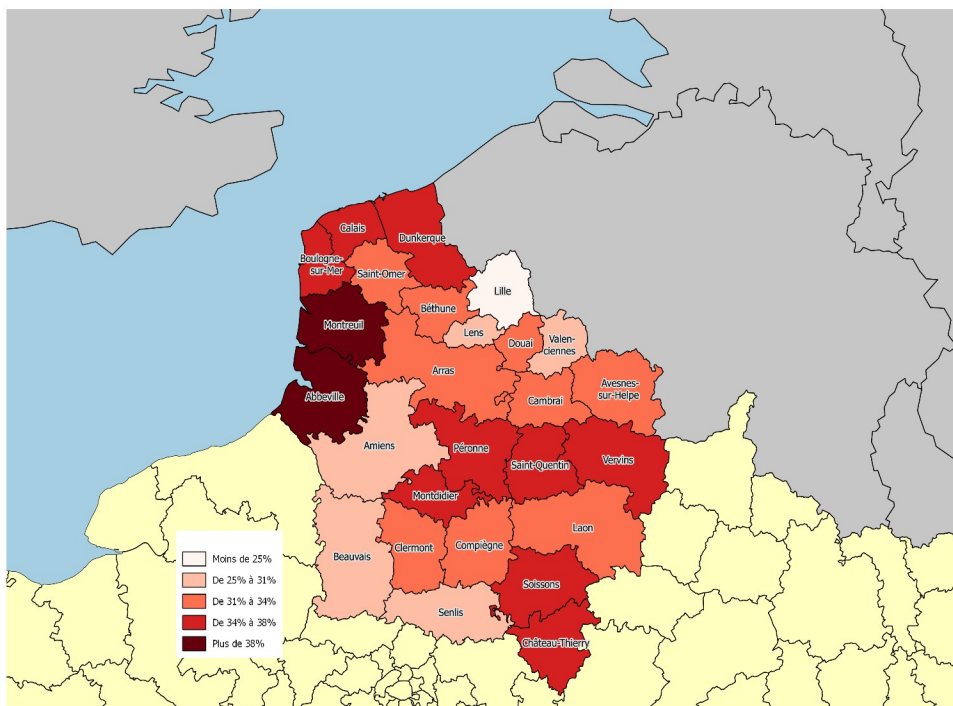 Calais
Dunkerque
Boulogne-
sur-Mer
Saint-Omer
Lille
Béthune
Montreuil
Lens
Douai
Valen-
ciennes
Arras
Avesnes-
sur-Helpe
Abbeville
Cambrai
Amiens
Péronne
Saint-Quentin
Vervins
Montdidier
Laon
Beauvais
Clermont
Compiègne
Soissons
Senlis
Château-Thierry
Moins de 25%
De 25% à 31%
De 31% à 34%
De 34% à 38%
Plus de 38%